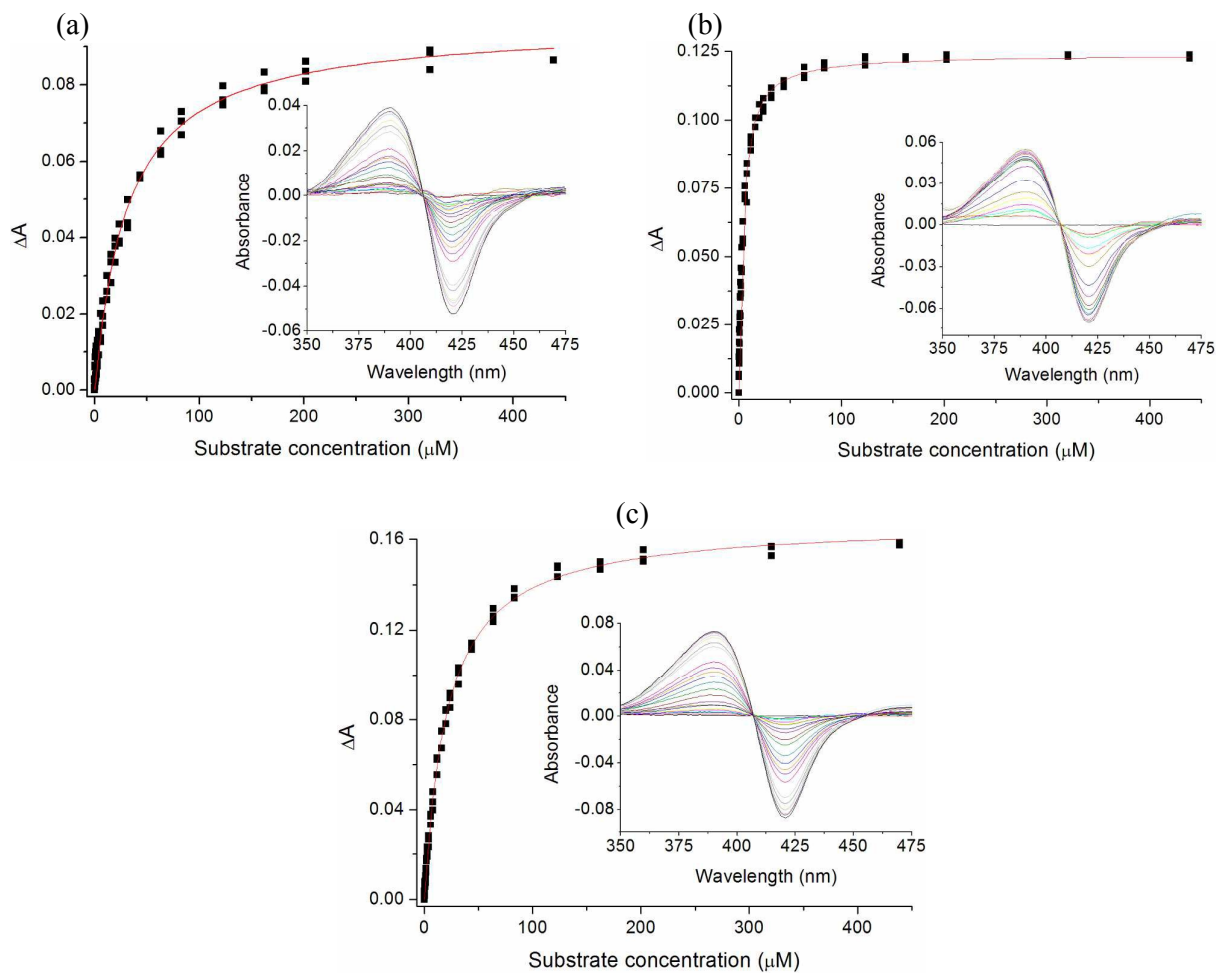 (a)
0.08
0.06
0.04
0.02
0.00
ΔA
0 100 200 300 400
Substrate concentration (μM)
0.04
0.02
0.00
-0.02
-0.04
-0.06
Absorbance
350 375 400 425 450 475
Wavelength (nm)
(b)
0.125
0.100
0.125
0.050
0.125
0.000
ΔA
0 100 200 300 400
Substrate concentration (μM)
0.06
0.03
0.00
-0.03
-0.06
Absorbance
350 375 400 425 450 475
Wavelength (nm)
(c)
0.16
0.12
0.08
0.04
0.00
ΔA
0 100 200 300 400
Substrate concentration (μM)
0.08
0.04
0.00
-0.04
-0.08
Absorbance
350 375 400 425 450 475
Wavelength (nm)